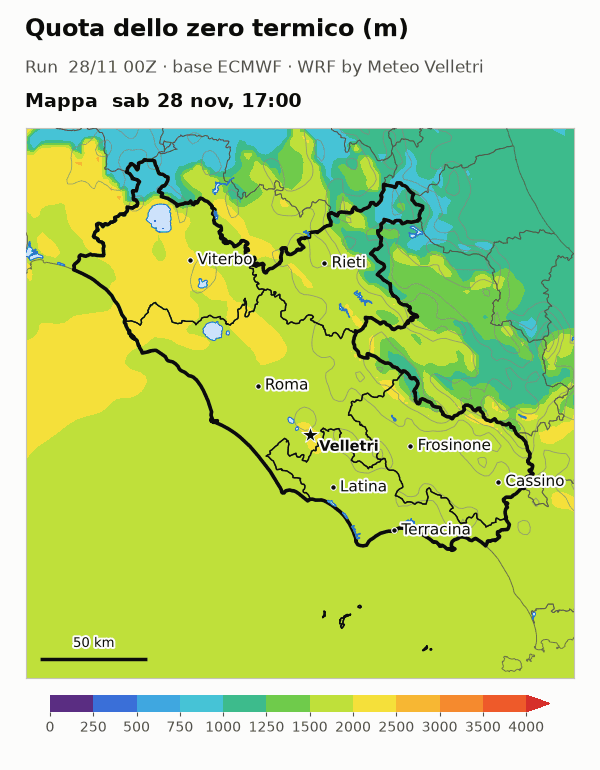 Quota dello zero termico (m)
Run  28/11 00Z · base ECMWF · WRF by Meteo Velletri
Mappa  sab 28 nov, 17:00
Viterbo
Rieti
Roma
Velletri
Frosinone
Cassino
Latina
Terracina
50 km
0 250 500 750 1000 1250 1500 2000 2500 3000 3500 4000